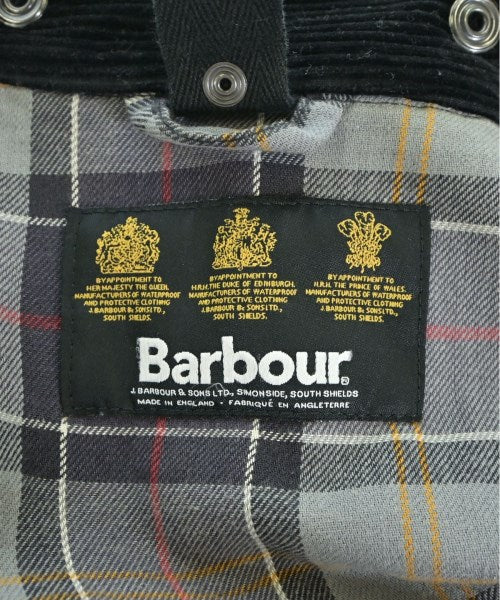 BY APPOINTMENT TO
HER MAJESTY THE QUEEN,
MANUFACTURERS OF WATERPROOF
AND PROTECTIVE CLOTHING
J. BARBOUR & SONS LTD.,
SOUTH SHIELDS.
BY APPOINTMENT TO
H.R.H. THE DUKE OF EDINBURGH,
MANUFACTURERS OF WATERPROOF
AND PROTECTIVE CLOTHING
J. BARBOUR & SONS LTD.,
SOUTH SHIELDS.
BY APPOINTMENT TO
H.R.H. THE PRINCE OF WALES,
MANUFACTURERS OF WATERPROOF
AND PROTECTIVE CLOTHING
J. BARBOUR & SONS LTD.,
SOUTH SHIELDS.
Barbour®
J. BARBOUR & SONS LTD., SIMONSIDE, SOUTH SHIELDS
MADE IN ENGLAND • FABRIQUÉ EN ANGLETERRE